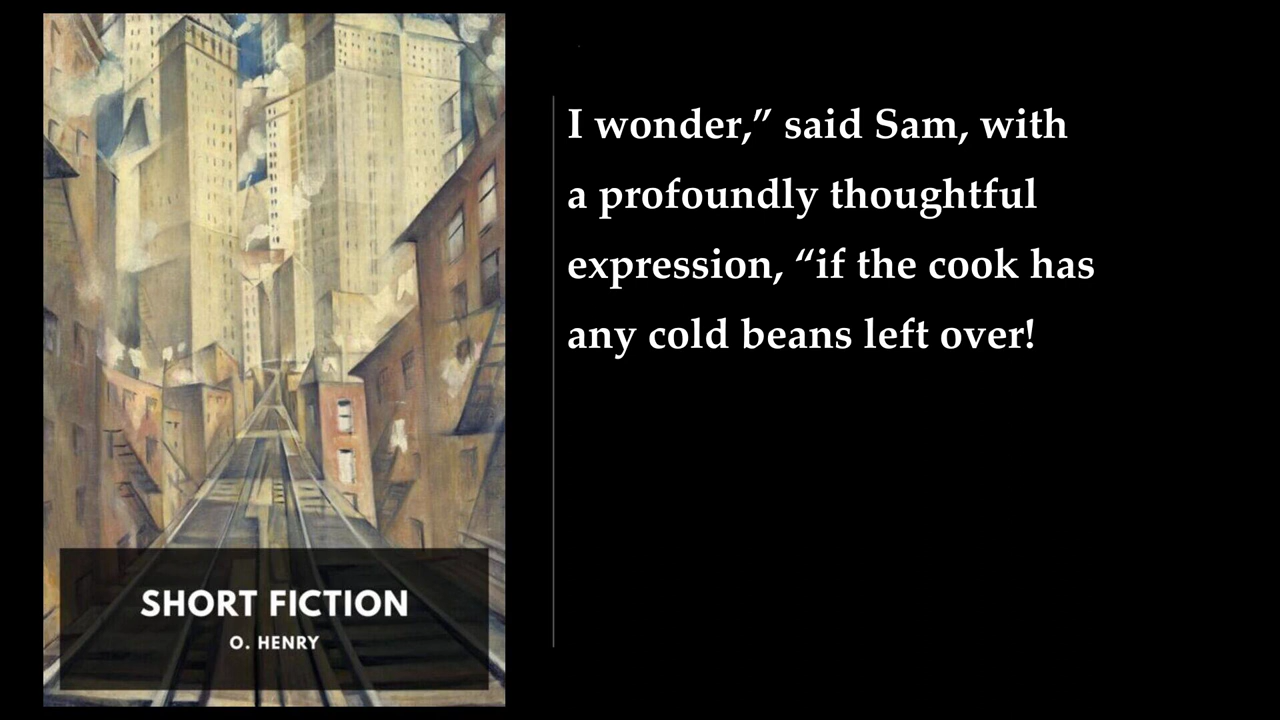 SHORT FICTION
O. HENRY
I wonder,” said Sam, with
a profoundly thoughtful
expression, “if the cook has
any cold beans left over!